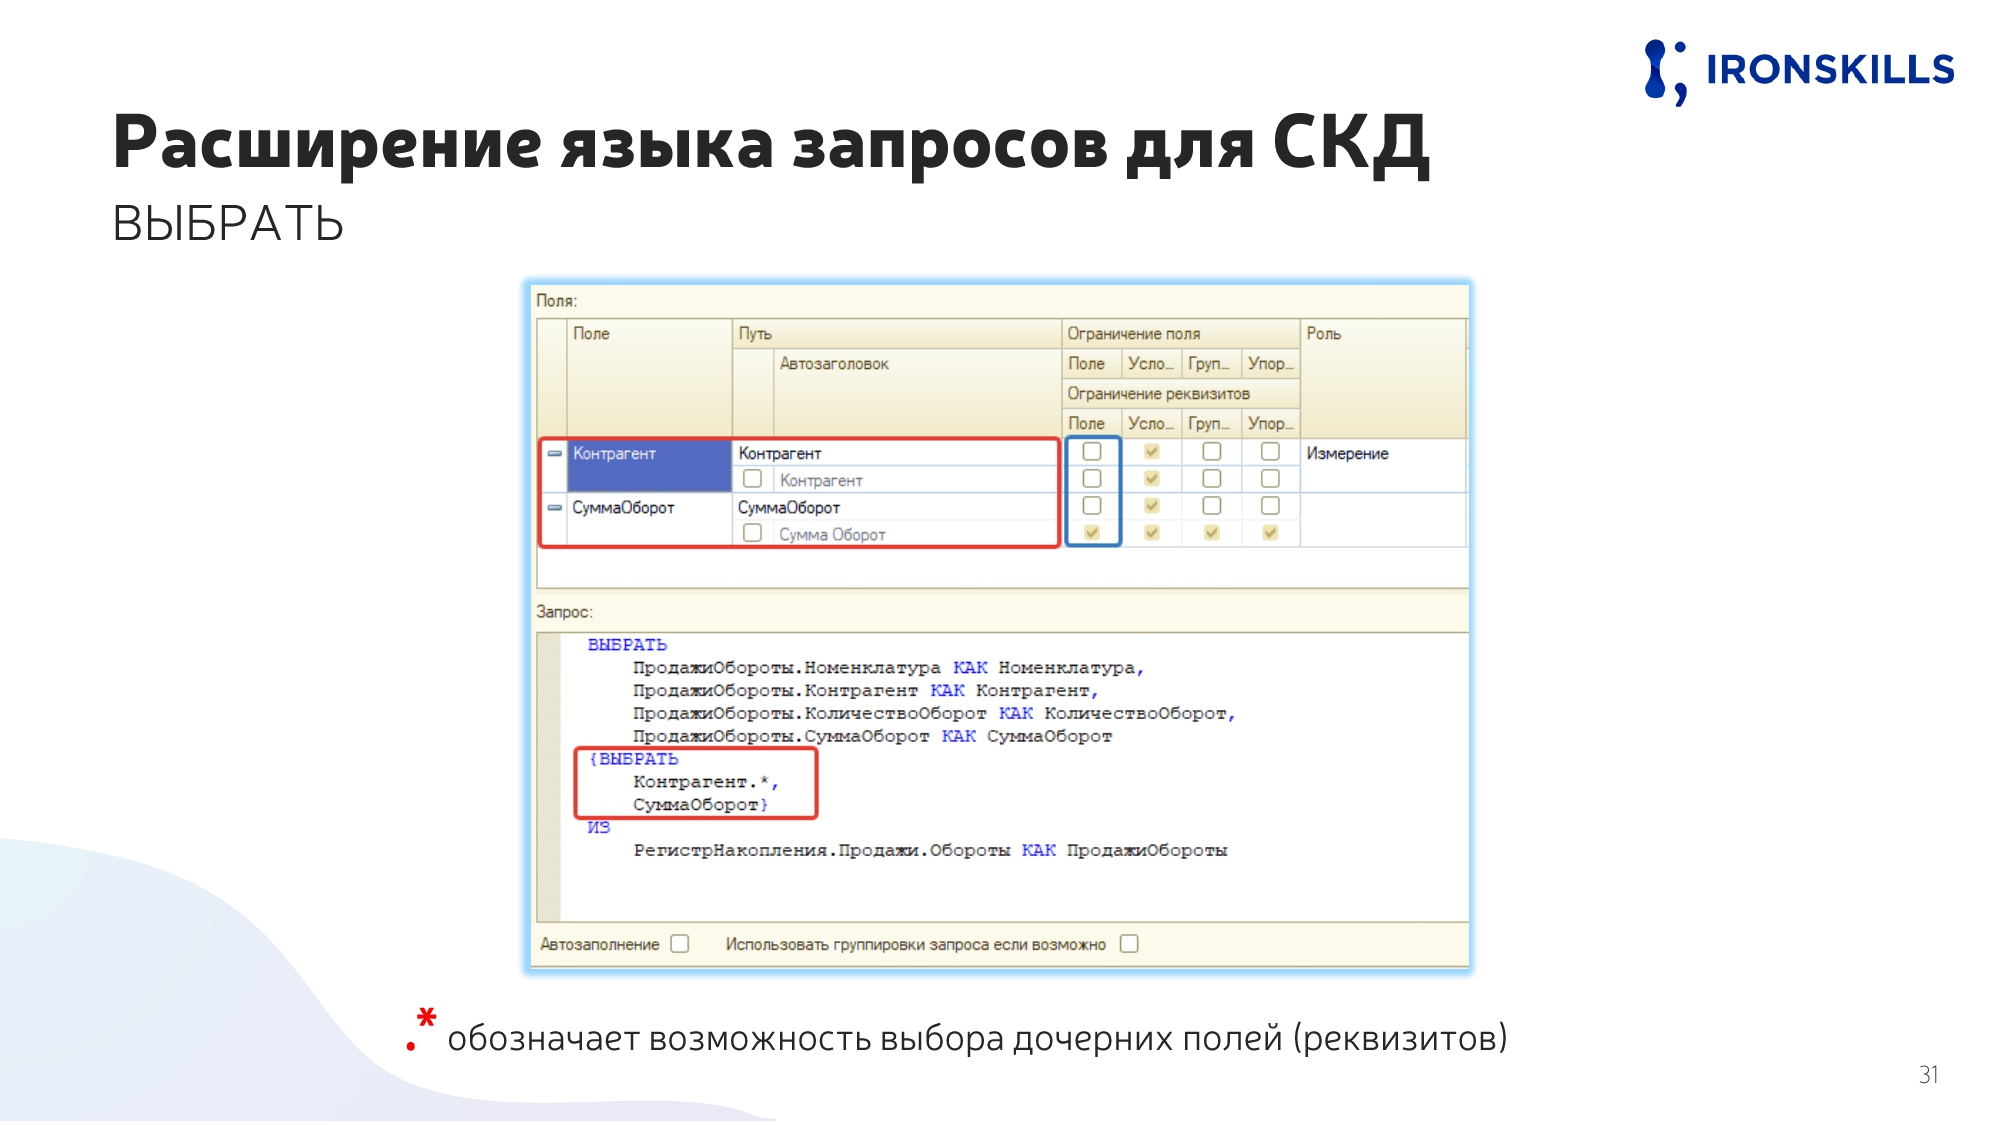 IRONSKILLS
Расширение языка запросов для СКД
ВЫБРАТЬ
Поля:
Поле Путь Ограничение поля Роль
Автозаголовок Поле Усло... Груп... Упор...
Ограничение реквизитов
Поле Усло... Груп... Упор...
Контрагент Контрагент Измерение
Контрагент
СуммаОборот СуммаОборот
Сумма Оборот
Запрос:
ВЫБРАТЬ
ПродажиОбороты.Номенклатура КАК Номенклатура,
ПродажиОбороты.Контрагент КАК Контрагент,
ПродажиОбороты.КоличествоОборот КАК КоличествоОборот,
ПродажиОбороты.СуммаОборот КАК СуммаОборот
{ВЫБРАТЬ
Контрагент.*,
СуммаОборот}
ИЗ
РегистрНакопления.Продажи.Обороты КАК ПродажиОбороты
Автозаполнение Использовать группировки запроса если возможно
.* обозначает возможность выбора дочерних полей (реквизитов)
31